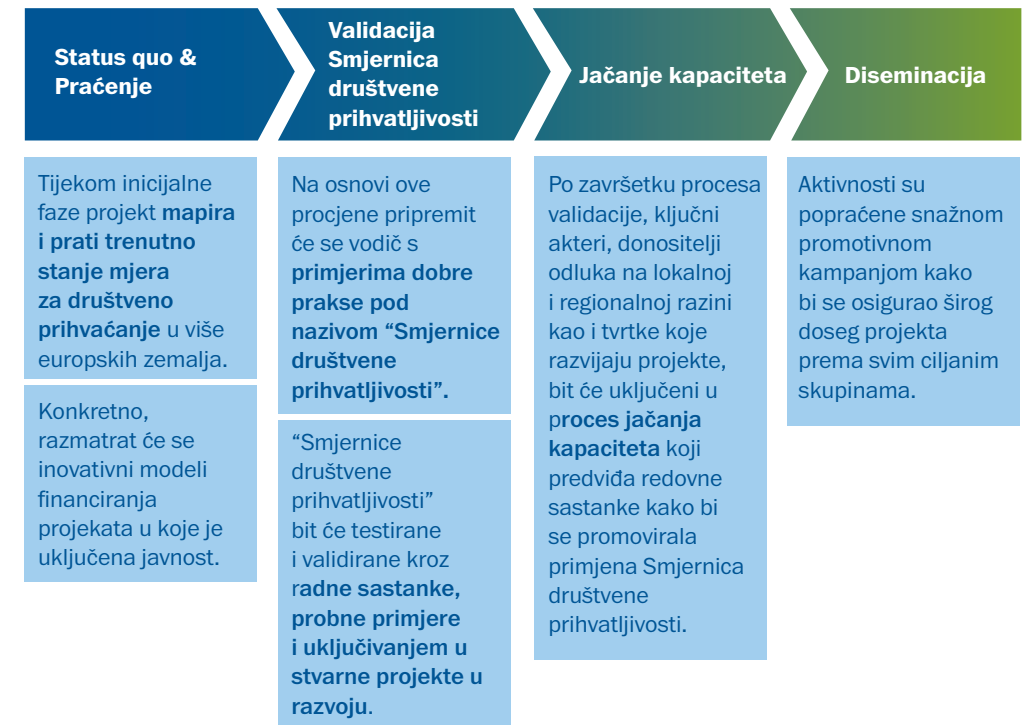 Status quo &
Praćenje
Validacija
Smjernica
društvene
prihvatljivosti
Jačanje kapaciteta
Diseminacija
Tijekom inicijalne
faze projekt mapira
i prati trenutno
stanje mjera
za društveno
prihvaćanje u više
europskih zemalja.
Konkretno,
razmatrat će se
inovativni modeli
financiranja
projekata u koje je
uključena javnost.
Na osnovi ove
procjene pripremit
će se vodič s
primjerima dobre
prakse pod
nazivom “Smjernice
društvene
prihvatljivosti”.
“Smjernice
društvene
prihvatljivosti”
bit će testirane
i validirane kroz
radne sastanke,
probne primjere
i uključivanjem u
stvarne projekte u
razvoju.
Po završetku procesa
validacije, ključni
akteri, donositelji
odluka na lokalnoj
i regionalnoj razini
kao i tvrtke koje
razvijaju projekte,
bit će uključeni u
proces jačanja
kapaciteta koji
predviđa redovne
sastanke kako bi
se promovirala
primjena Smjernica
društvene
prihvatljivosti.
Aktivnosti su
popraćene snažnom
promotivnom
kampanjom kako
bi se osigurao širog
doseg projekta
prema svim ciljanim
skupinama.